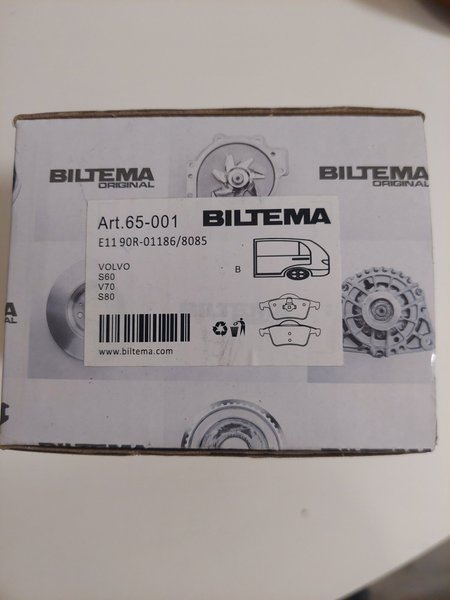 BILTEMA
ORIGINAL
BILTEMA
ORIGINAL
Art.65-001 BILTEMA
E11 90R-01186/8085
VOLVO
S60
V70
S80
B
www.biltema.com